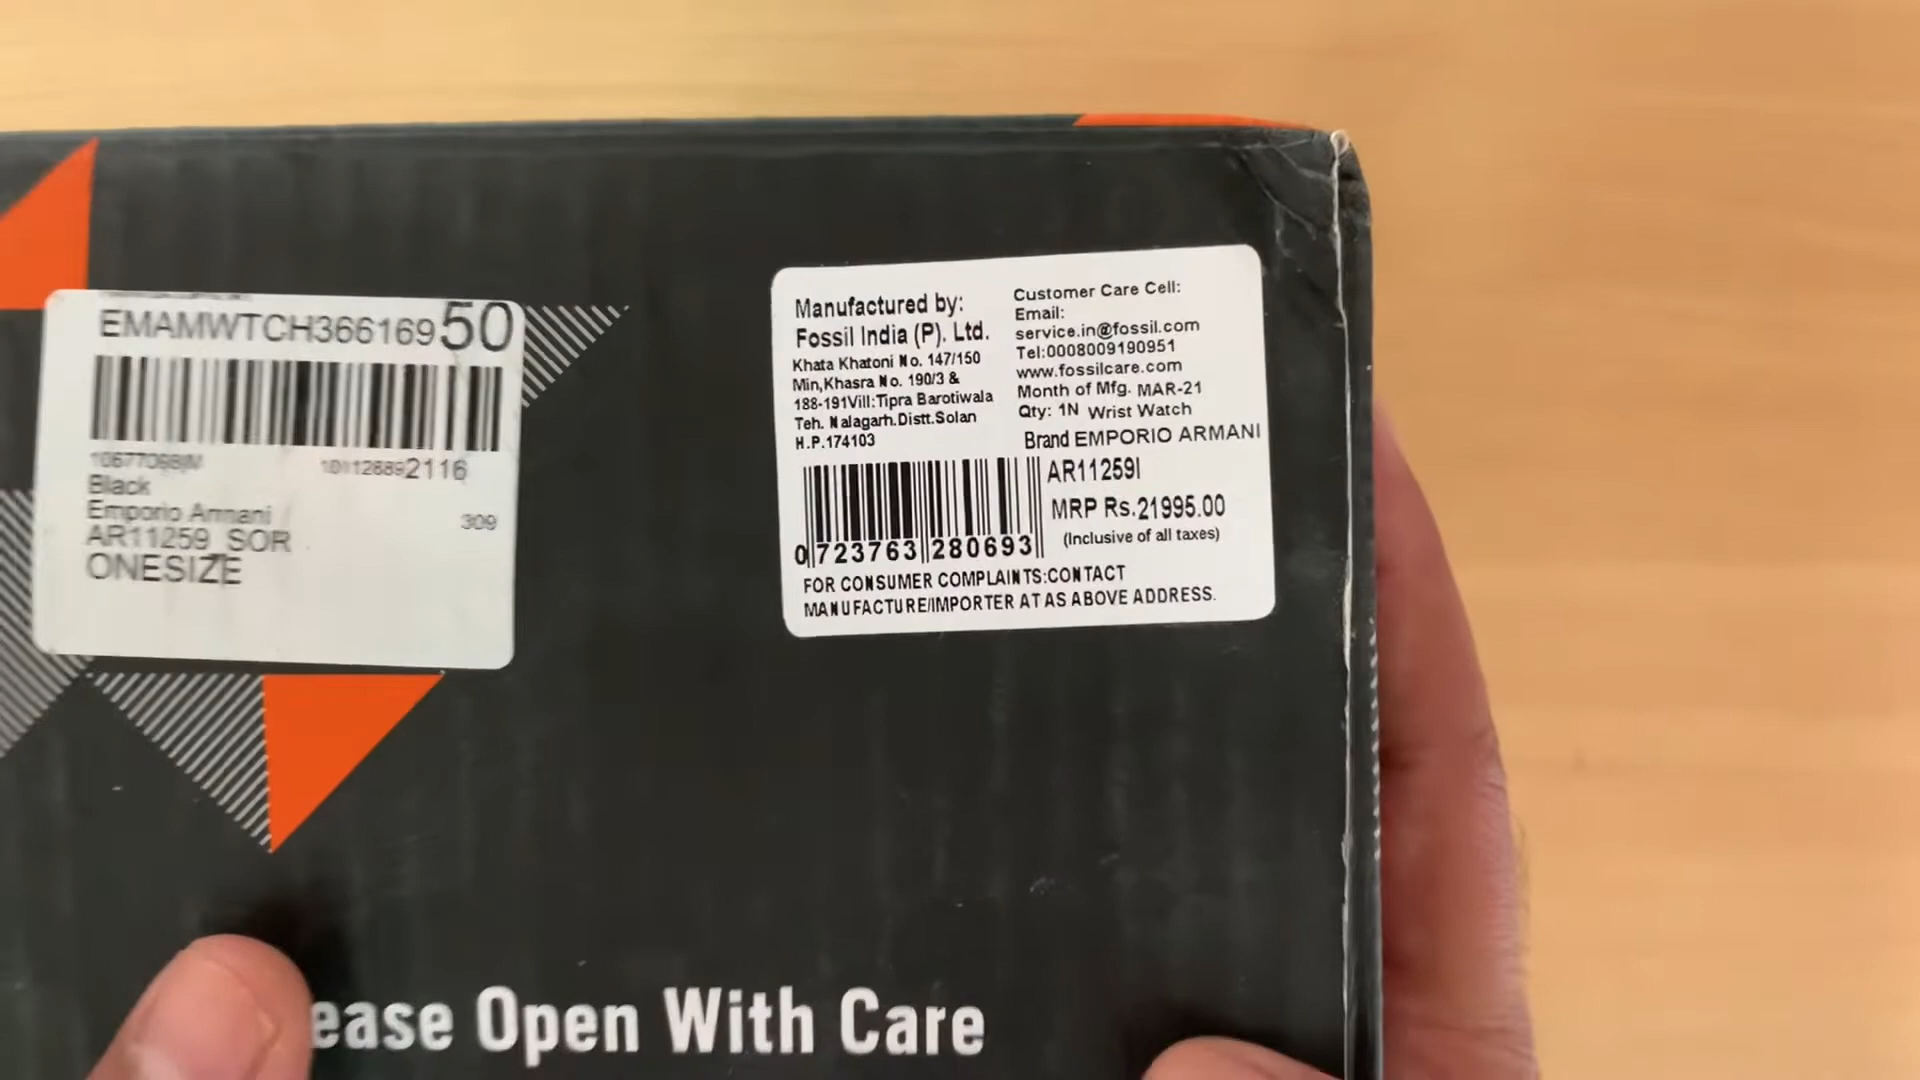 EMAMWTCH36616950
2116
Black
Emporio Armani
309
AR11259 SOR
ONESIZE
Manufactured by:
Fossil India (P). Ltd.
Khata Khatoni No. 147/150
Min,Khasra No. 190/3 &
188-191Vill:Tipra Barotiwala
Teh. Nalagarh.Distt.Solan
H.P.174103
Customer Care Cell:
Email:
service.in@fossil.com
Tel:0008009190951
www.fossilcare.com
Month of Mfg. MAR-21
Qty: 1N Wrist Watch
Brand EMPORIO ARMANI
AR11259I
MRP Rs.21995.00
(Inclusive of all taxes)
0 723763 280693
FOR CONSUMER COMPLAINTS:CONTACT
MANUFACTURE/IMPORTER AT AS ABOVE ADDRESS.
ease Open With Care